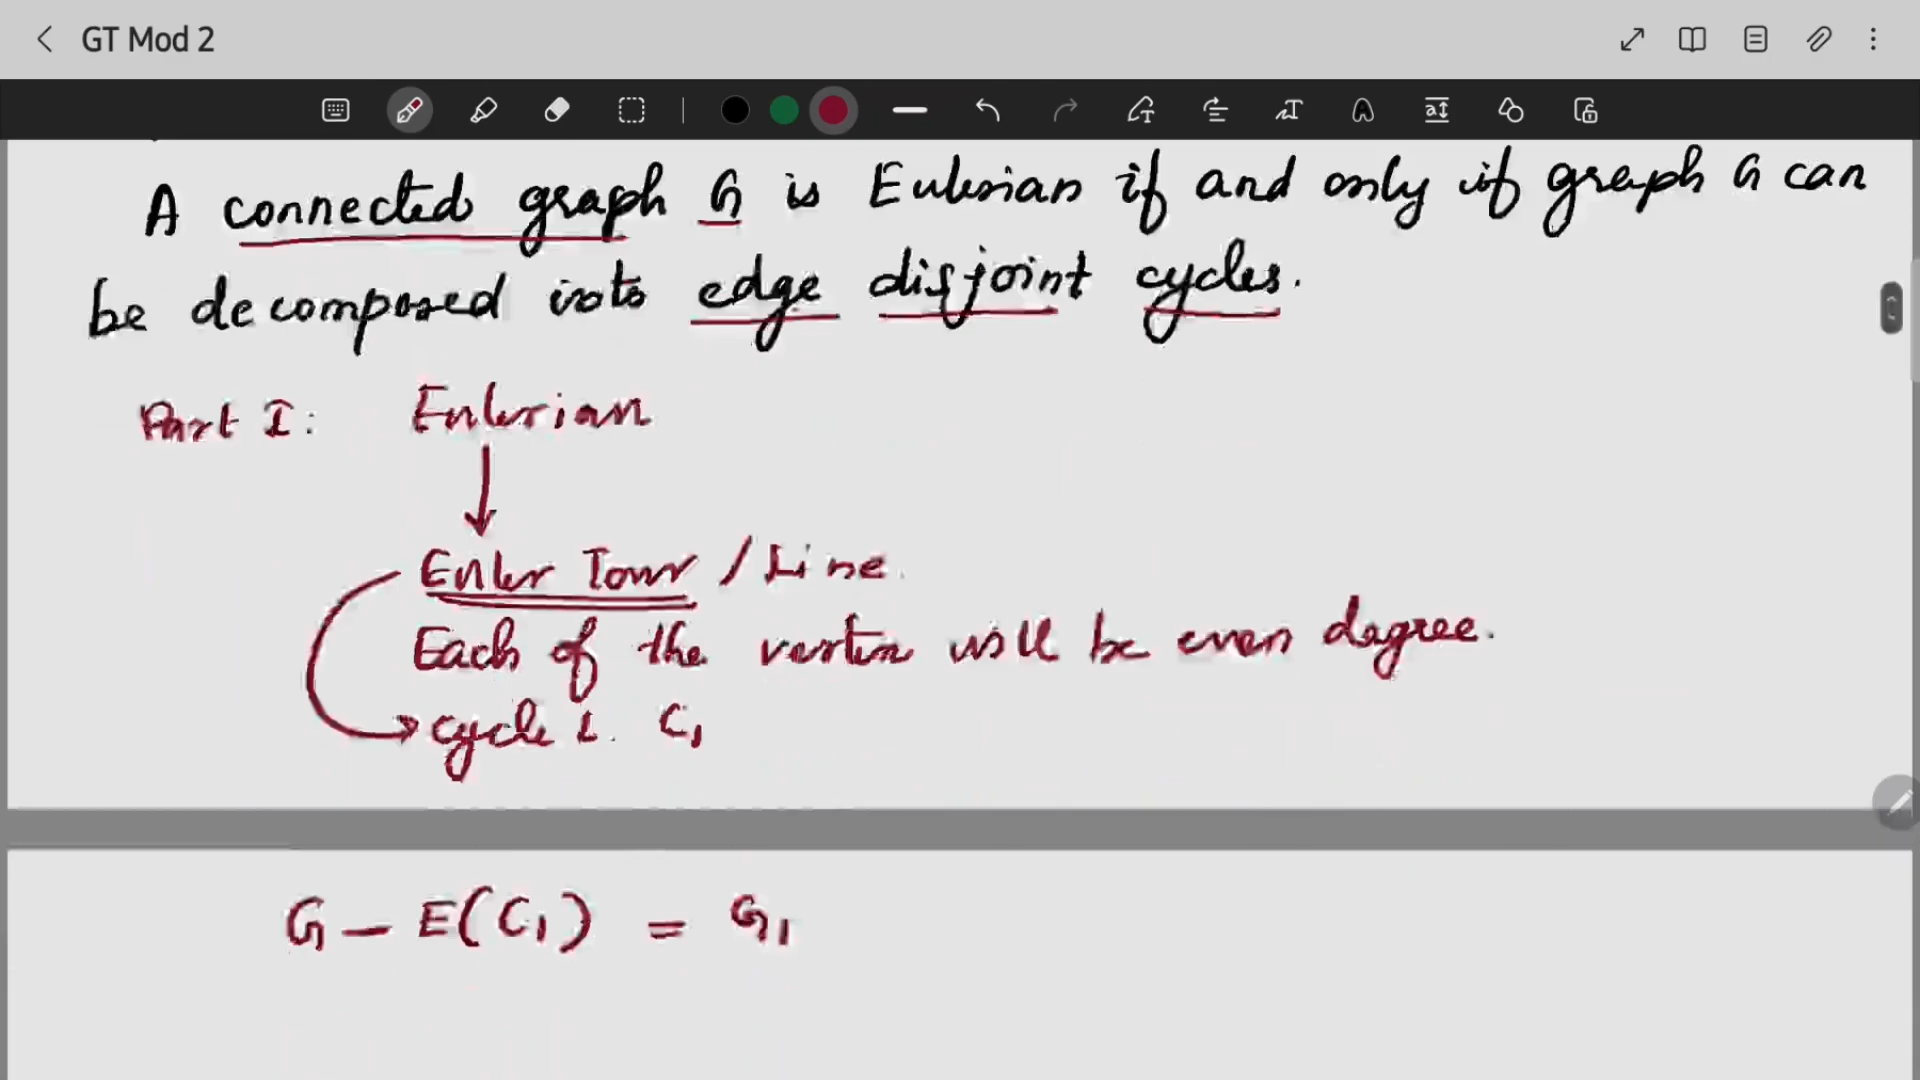 GT Mod 2
A connected graph G is Eulerian if and only if graph G can
be decomposed into edge disjoint cycles.
Part I: Eulerian
Euler Tour / Line.
Each of the vertex will be even degree.
cycle C₁
G - E(C₁) = G₁